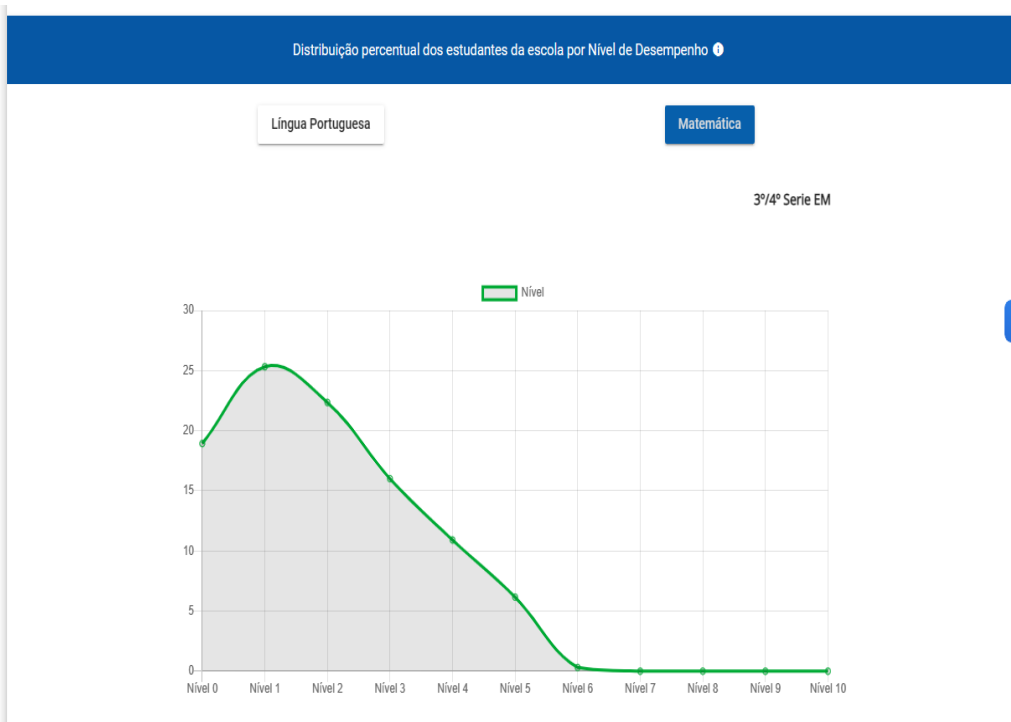 Distribuição percentual dos estudantes da escola por Nível de Desempenho
Língua Portuguesa
Matemática
3º/4º Serie EM
Nível
30
25
20
15
10
5
0
Nível 0 Nível 1 Nível 2 Nível 3 Nível 4 Nível 5 Nível 6 Nível 7 Nível 8 Nível 9 Nível 10